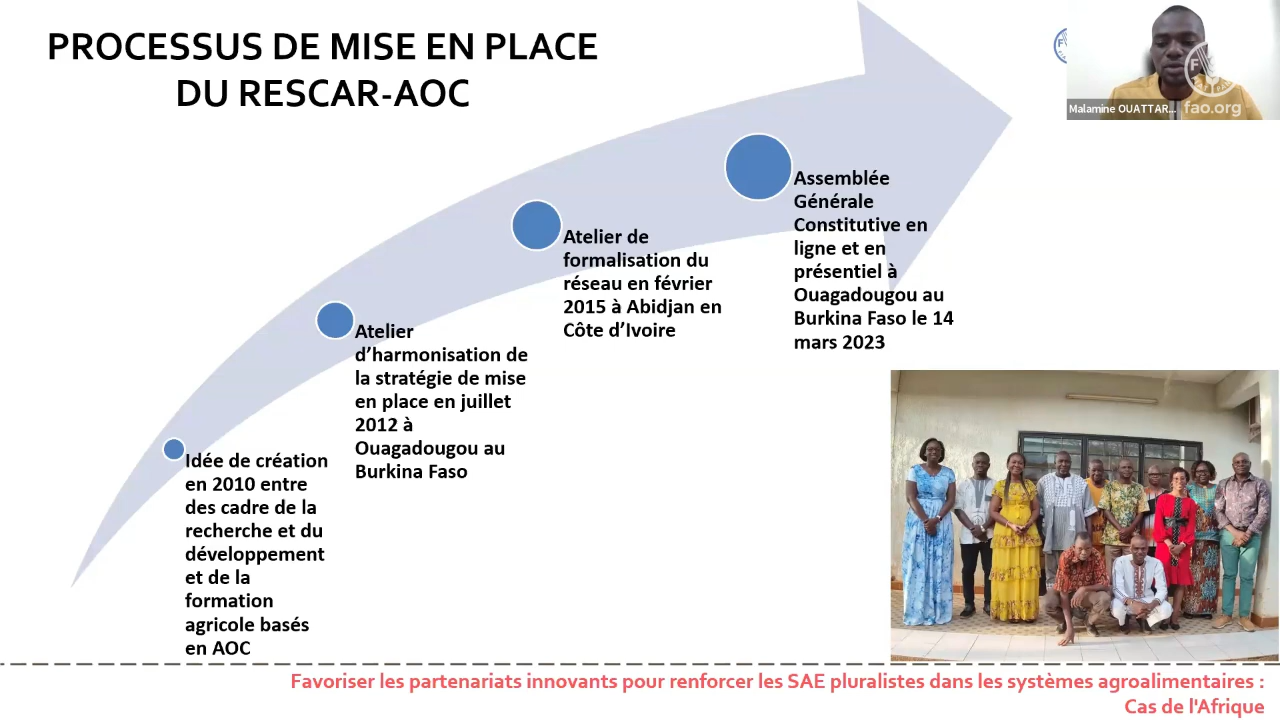 PROCESSUS DE MISE EN PLACE
DU RESCAR-AOC
Malamine OUATTAR...
fao.org
Assemblée
Générale
Constitutive en
ligne et en
présentiel à
Ouagadougou au
Burkina Faso le 14
mars 2023
Atelier de
formalisation du
réseau en février
2015 à Abidjan en
Côte d’Ivoire
Atelier
d’harmonisation de
la stratégie de mise
en place en juillet
2012 à
Ouagadougou au
Burkina Faso
Idée de création
en 2010 entre
des cadre de la
recherche et du
développement
et de la
formation
agricole basés
en AOC
Favoriser les partenariats innovants pour renforcer les SAE pluralistes dans les systèmes agroalimentaires :
Cas de l'Afrique